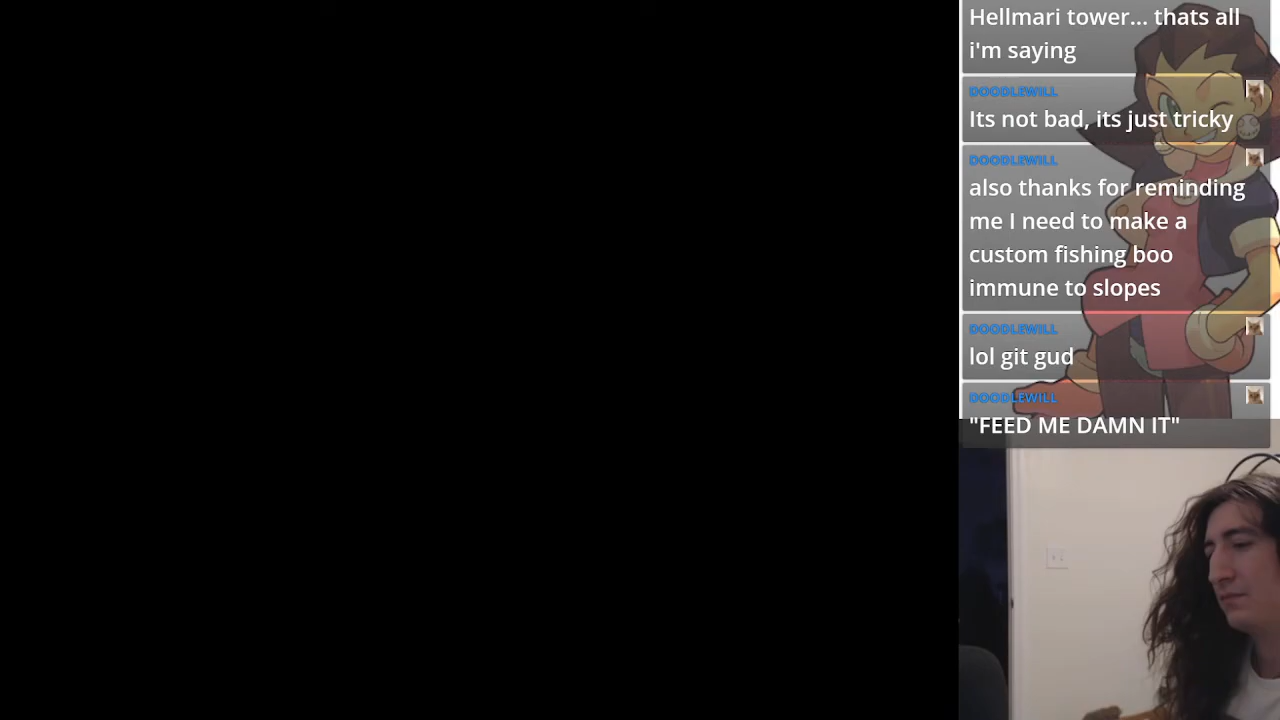 Hellmari tower... thats all
i'm saying
DOODLEWILL
Its not bad, its just tricky
DOODLEWILL
also thanks for reminding
me I need to make a
custom fishing boo
immune to slopes
DOODLEWILL
lol git gud
DOODLEWILL
"FEED ME DAMN IT"